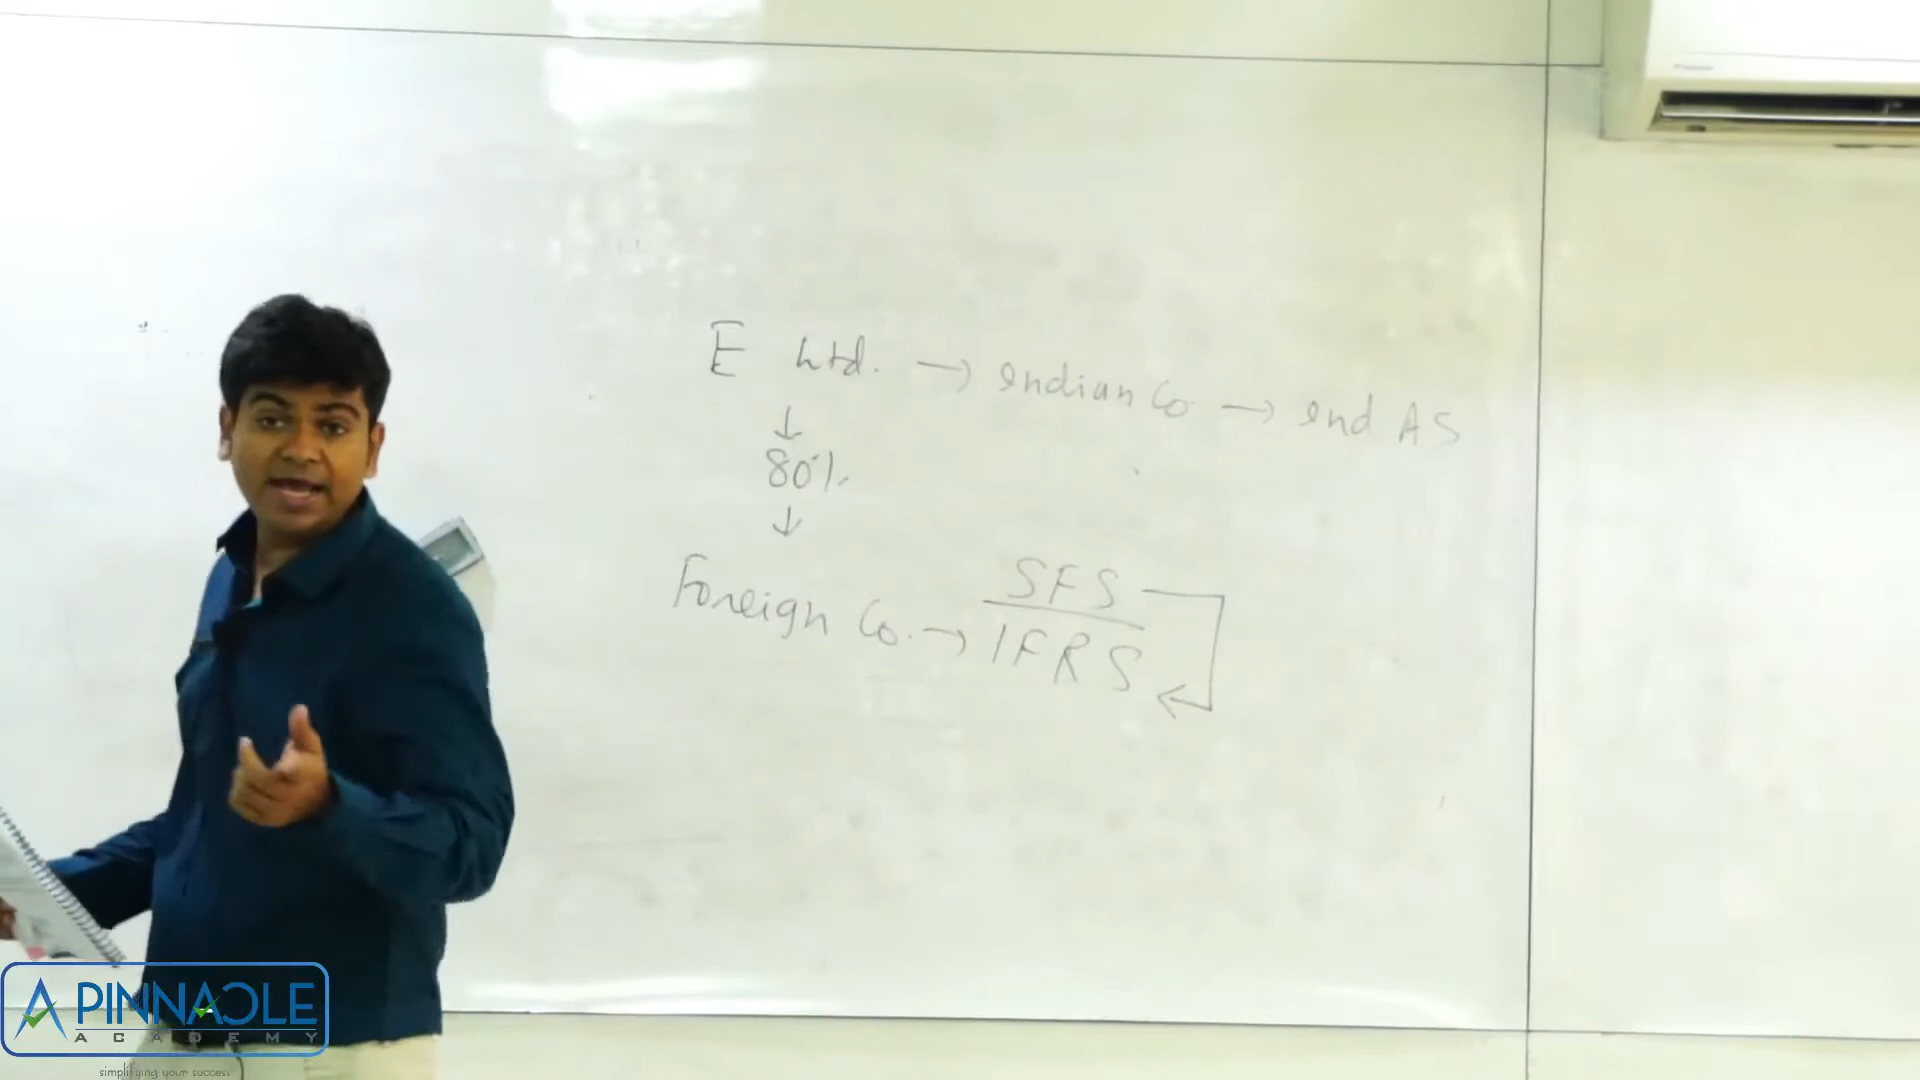 E Ltd. → Indian Co. → Ind AS
↓
80%
↓
Foreign Co. → SFS
IFRS
A PINNACLE
ACADEMY
simplifying your success